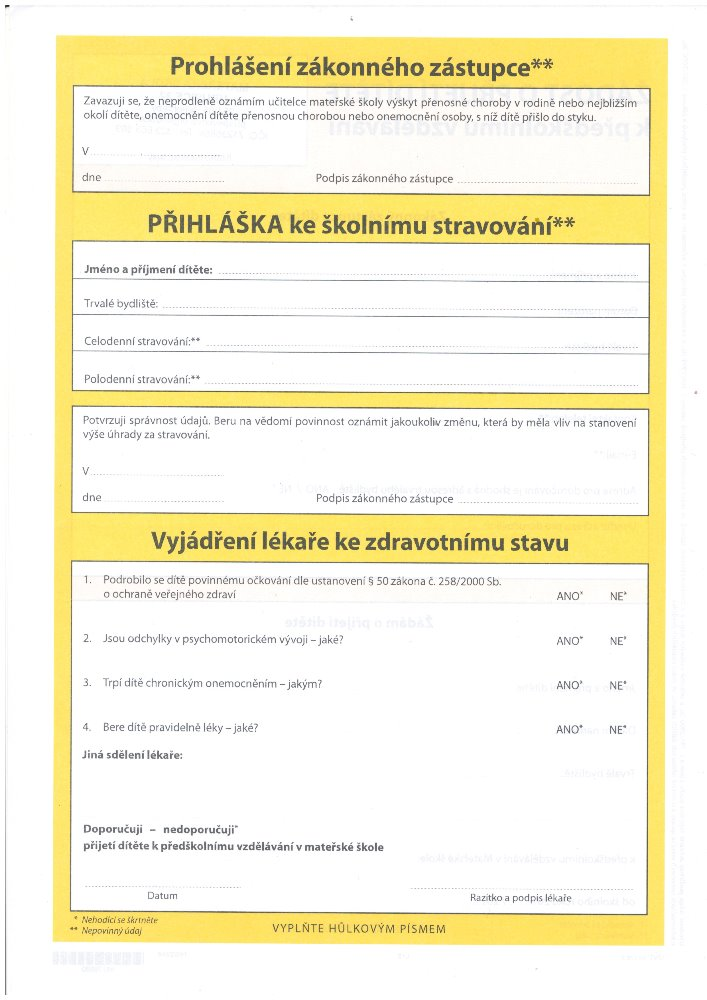 Prohlášení zákonného zástupce**
Zavazuji se, že neprodleně oznámím učitelce mateřské školy výskyt přenosné choroby v rodině nebo nejbližším
okolí dítěte, onemocnění dítěte přenosnou chorobou nebo onemocnění osoby, s níž dítě přišlo do styku.
V
dne Podpis zákonného zástupce
PŘIHLÁŠKA ke školnímu stravování**
Jméno a příjmení dítěte:
Trvalé bydliště:
Celodenní stravování:**
Polodenní stravování:**
Potvrzuji správnost údajů. Beru na vědomí povinnost oznámit jakoukoliv změnu, která by měla vliv na stanovení
výše úhrady za stravování.
V
dne Podpis zákonného zástupce
Vyjádření lékaře ke zdravotnímu stavu
1. Podrobilo se dítě povinnému očkování dle ustanovení § 50 zákona č. 258/2000 Sb.
o ochraně veřejného zdraví ANO* NE*
2. Jsou odchylky v psychomotorickém vývoji – jaké? ANO* NE*
3. Trpí dítě chronickým onemocněním – jakým? ANO* NE*
4. Bere dítě pravidelně léky – jaké? ANO* NE*
Jiná sdělení lékaře:
Doporučuji – nedoporučuji*
přijetí dítěte k předškolnímu vzdělávání v mateřské škole
Datum Razítko a podpis lékaře
* Nehodící se škrtněte
** Nepovinný údaj
VYPLŇTE HŮLKOVÝM PÍSMEM